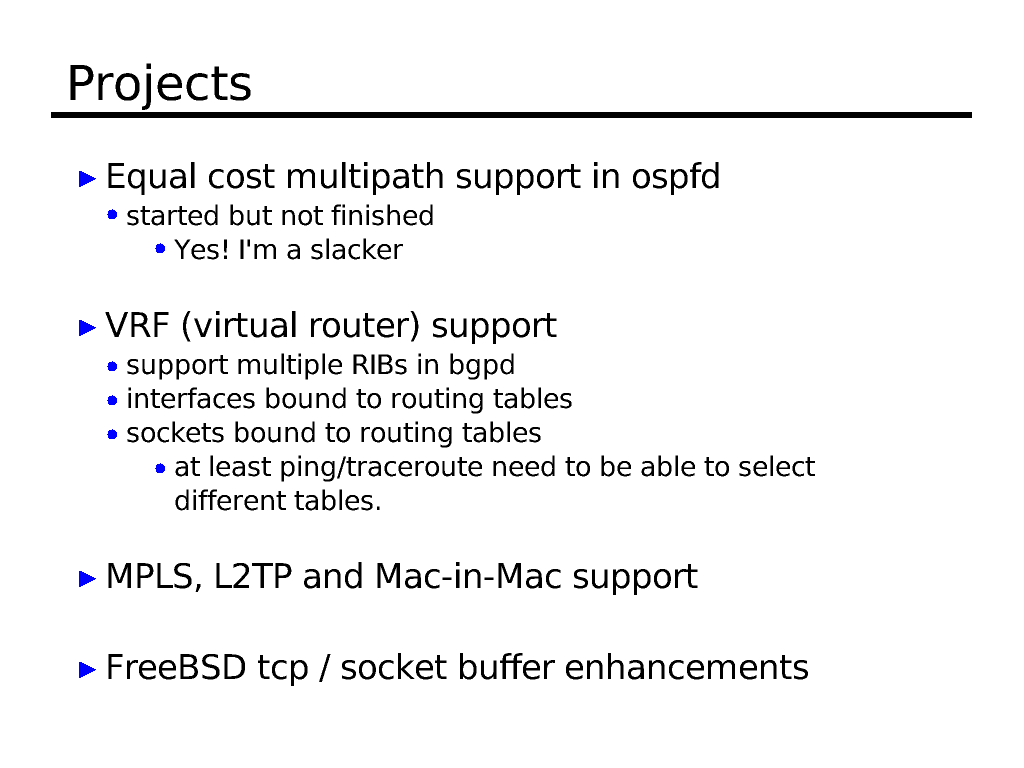 Projects
Equal cost multipath support in ospfd
started but not finished
Yes! I'm a slacker
VRF (virtual router) support
support multiple RIBs in bgpd
interfaces bound to routing tables
sockets bound to routing tables
at least ping/traceroute need to be able to select
different tables.
MPLS, L2TP and Mac-in-Mac support
FreeBSD tcp / socket buffer enhancements